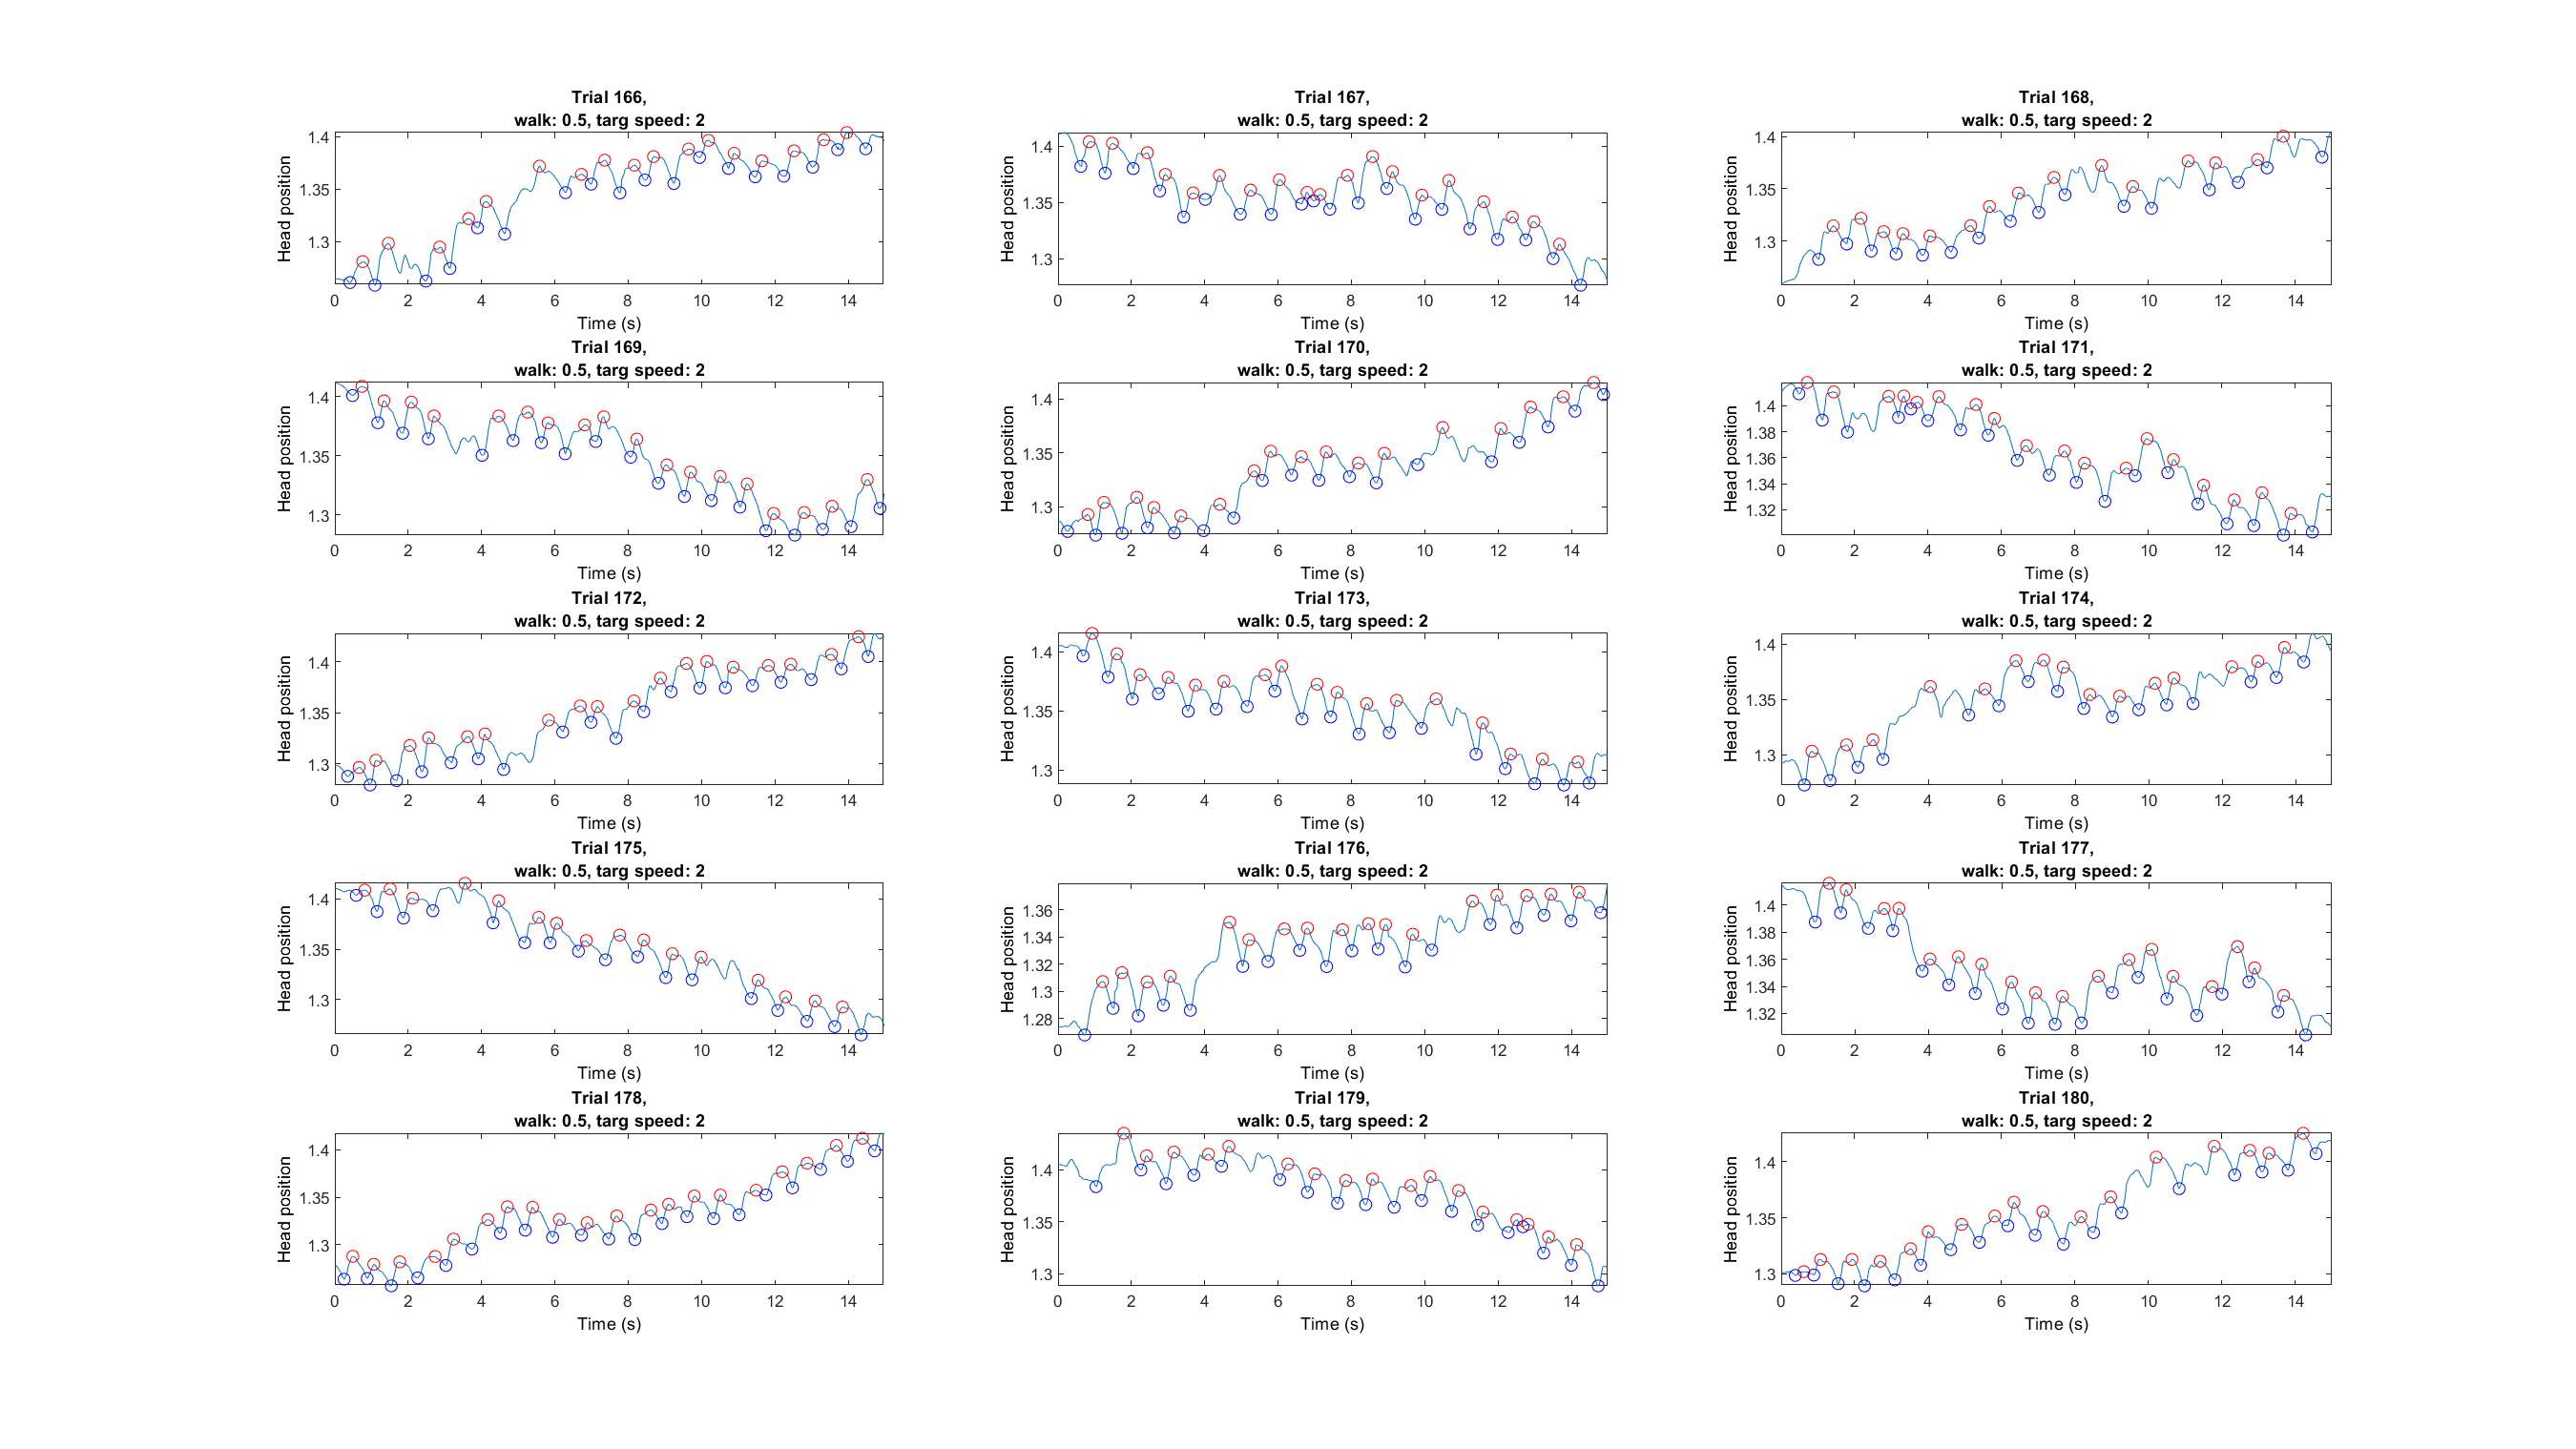 Trial 166,
walk: 0.5, targ speed: 2
1.4
1.35
1.3
Head position
0 2 4 6 8 10 12 14
Time (s)
Trial 167,
walk: 0.5, targ speed: 2
1.4
1.35
1.3
Head position
0 2 4 6 8 10 12 14
Time (s)
Trial 168,
walk: 0.5, targ speed: 2
1.4
1.35
1.3
Head position
0 2 4 6 8 10 12 14
Time (s)
Trial 169,
walk: 0.5, targ speed: 2
1.4
1.35
1.3
Head position
0 2 4 6 8 10 12 14
Time (s)
Trial 170,
walk: 0.5, targ speed: 2
1.4
1.35
1.3
Head position
0 2 4 6 8 10 12 14
Time (s)
Trial 171,
walk: 0.5, targ speed: 2
1.4
1.38
1.36
1.34
1.32
Head position
0 2 4 6 8 10 12 14
Time (s)
Trial 172,
walk: 0.5, targ speed: 2
1.4
1.35
1.3
Head position
0 2 4 6 8 10 12 14
Time (s)
Trial 173,
walk: 0.5, targ speed: 2
1.4
1.35
1.3
Head position
0 2 4 6 8 10 12 14
Time (s)
Trial 174,
walk: 0.5, targ speed: 2
1.4
1.35
1.3
Head position
0 2 4 6 8 10 12 14
Time (s)
Trial 175,
walk: 0.5, targ speed: 2
1.4
1.35
1.3
Head position
0 2 4 6 8 10 12 14
Time (s)
Trial 176,
walk: 0.5, targ speed: 2
1.36
1.34
1.32
1.3
1.28
Head position
0 2 4 6 8 10 12 14
Time (s)
Trial 177,
walk: 0.5, targ speed: 2
1.4
1.38
1.36
1.34
1.32
Head position
0 2 4 6 8 10 12 14
Time (s)
Trial 178,
walk: 0.5, targ speed: 2
1.4
1.35
1.3
Head position
0 2 4 6 8 10 12 14
Time (s)
Trial 179,
walk: 0.5, targ speed: 2
1.4
1.35
1.3
Head position
0 2 4 6 8 10 12 14
Time (s)
Trial 180,
walk: 0.5, targ speed: 2
1.4
1.35
1.3
Head position
0 2 4 6 8 10 12 14
Time (s)